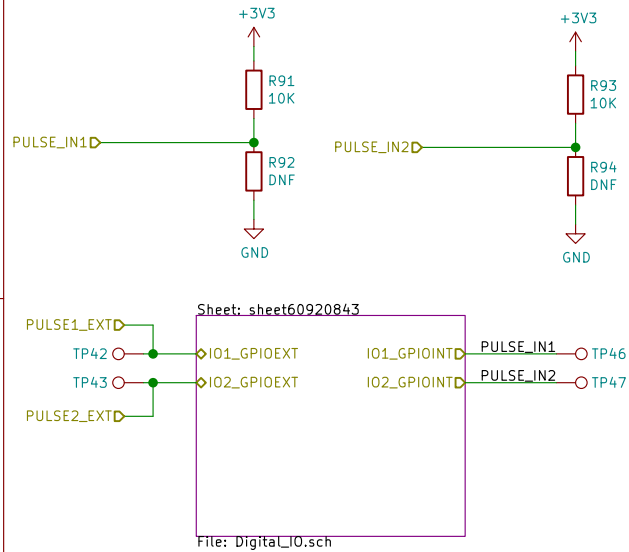 +3V3
R91
10K
PULSE_IN1
R92
DNF
GND
+3V3
R93
10K
PULSE_IN2
R94
DNF
GND
Sheet: sheet60920843
PULSE1_EXT
TP42
IO1_GPIOEXT
IO1_GPIOINT
PULSE_IN1
TP46
TP43
IO2_GPIOEXT
IO2_GPIOINT
PULSE_IN2
TP47
PULSE2_EXT
File: Digital_IO.sch